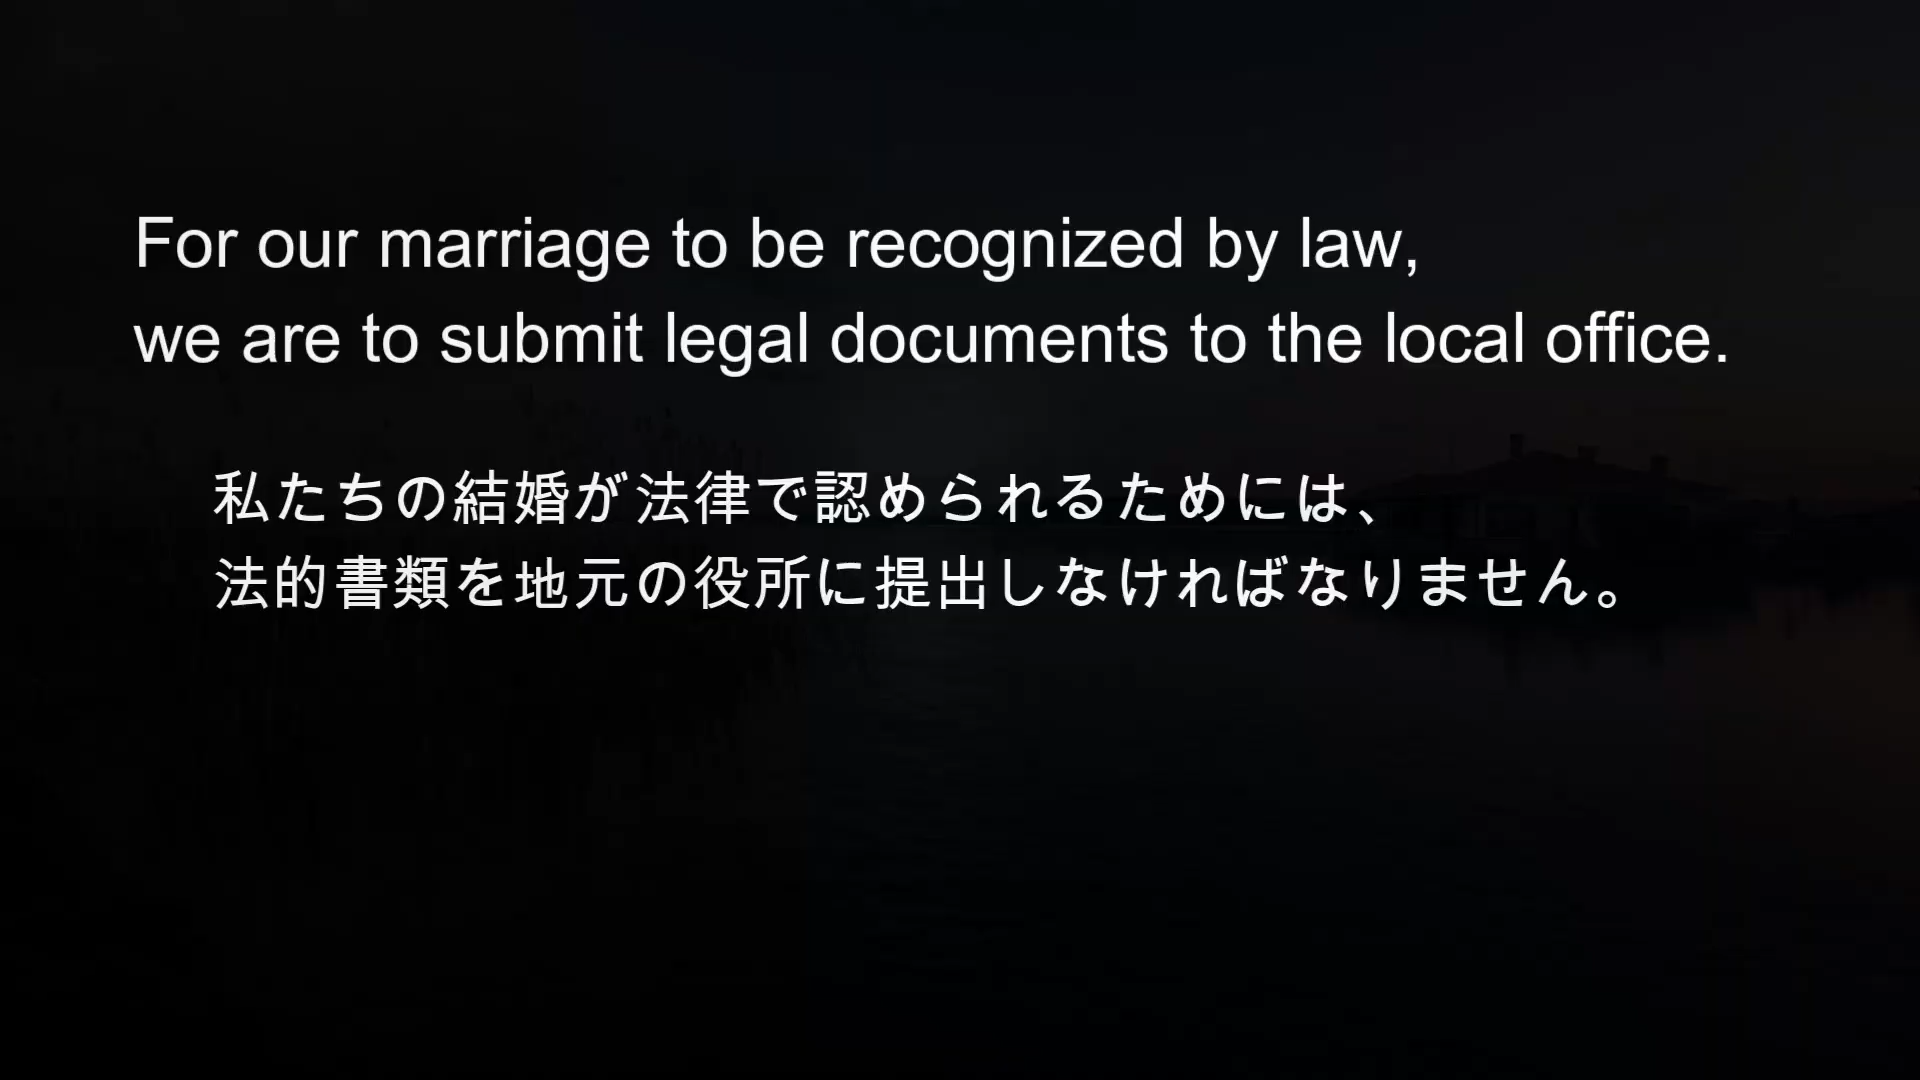 For our marriage to be recognized by law,
we are to submit legal documents to the local office.
私たちの結婚が法律で認められるためには、
法的書類を地元の役所に提出しなければなりません。